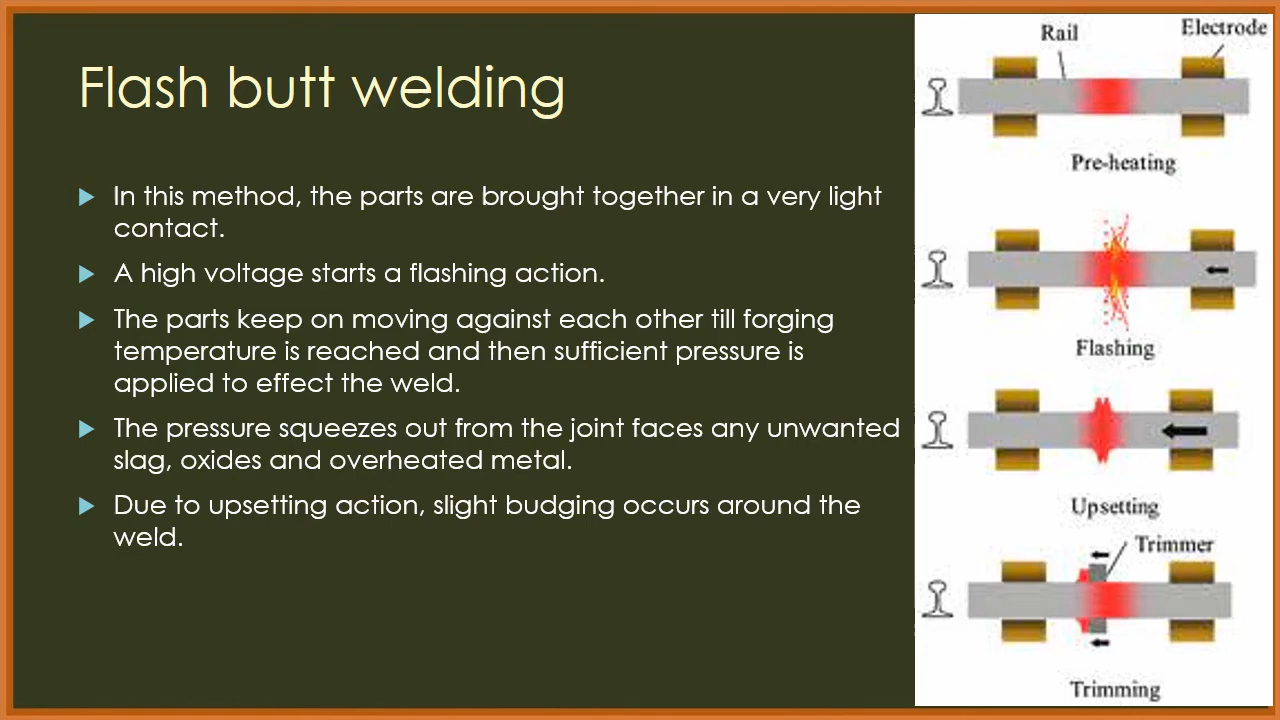 Flash butt welding
In this method, the parts are brought together in a very light
contact.
A high voltage starts a flashing action.
The parts keep on moving against each other till forging
temperature is reached and then sufficient pressure is
applied to effect the weld.
The pressure squeezes out from the joint faces any unwanted
slag, oxides and overheated metal.
Due to upsetting action, slight budging occurs around the
weld.
Rail
Electrode
Pre-heating
Flashing
Upsetting
Trimmer
Trimming